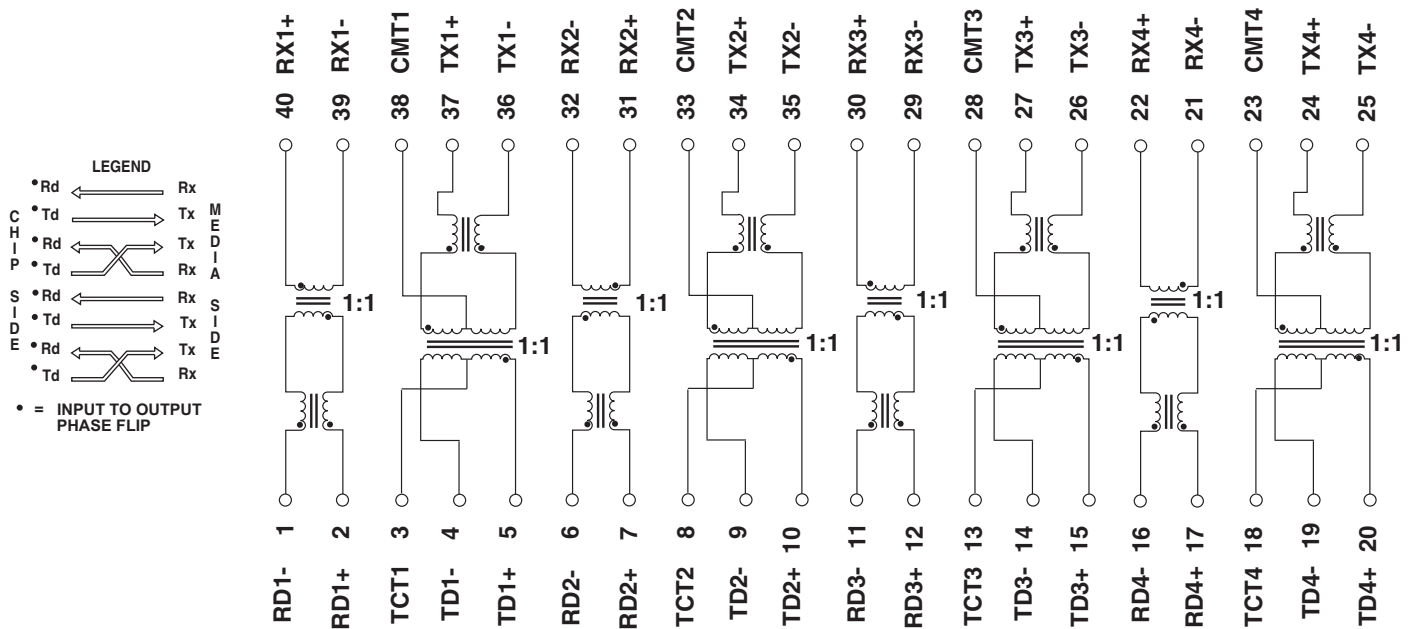 RX1+ RX1- CMT1 TX1+ TX1- RX2- RX2+ CMT2 TX2+ TX2- RX3+ RX3- CMT3 TX3+ TX3- RX4+ RX4- CMT4 TX4+ TX4-
40 39 38 37 36 32 31 33 34 35 30 29 28 27 26 22 21 23 24 25
LEGEND
•Rd Rx
•Td Tx
•Rd Tx
•Td Rx
•Rd Rx
•Td Tx
•Rd Tx
•Td Rx
CHIP SIDE
MEDIA SIDE
• = INPUT TO OUTPUT
PHASE FLIP
1:1 1:1 1:1 1:1
1:1 1:1 1:1 1:1
1 2 3 4 5 6 7 8 9 10 11 12 13 14 15 16 17 18 19 20
RD1- RD1+ TCT1 TD1- TD1+ RD2- RD2+ TCT2 TD2- TD2+ RD3- RD3+ TCT3 TD3- TD3+ RD4- RD4+ TCT4 TD4- TD4+